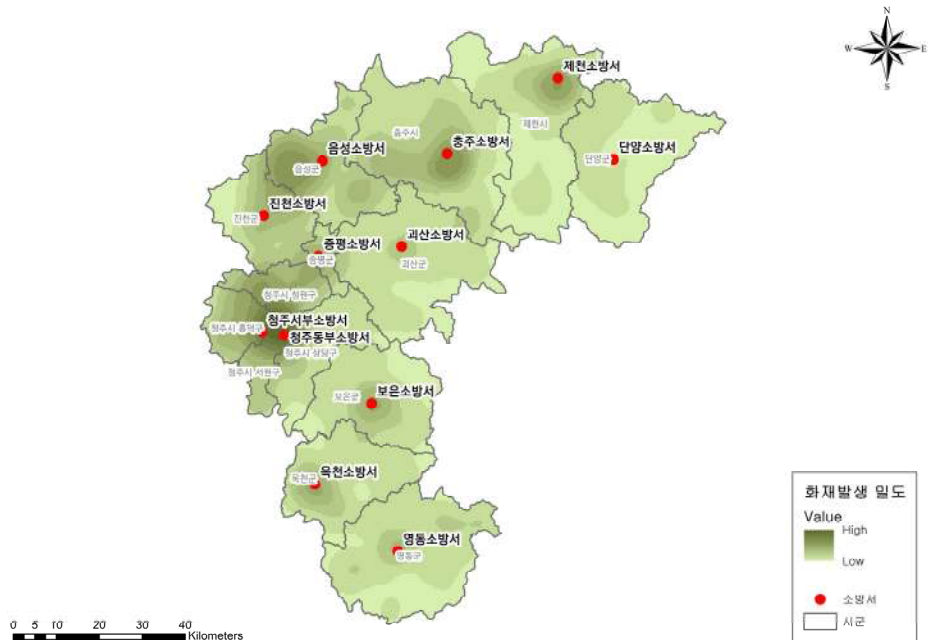 N
W
E
S
제천소방서
제천시
충주시
충주소방서
음성소방서
음성군
단양소방서
단양군
진천소방서
진천군
괴산소방서
괴산군
증평소방서
증평군
청주시 청원구
청주서부소방서
청주시 흥덕구
청주동부소방서
청주시 상당구
청주시 서원구
보은소방서
보은군
옥천소방서
옥천군
영동소방서
영동군
화재발생 밀도
Value
High
Low
소방서
시군
0 5 10 20 30 40
Kilometers